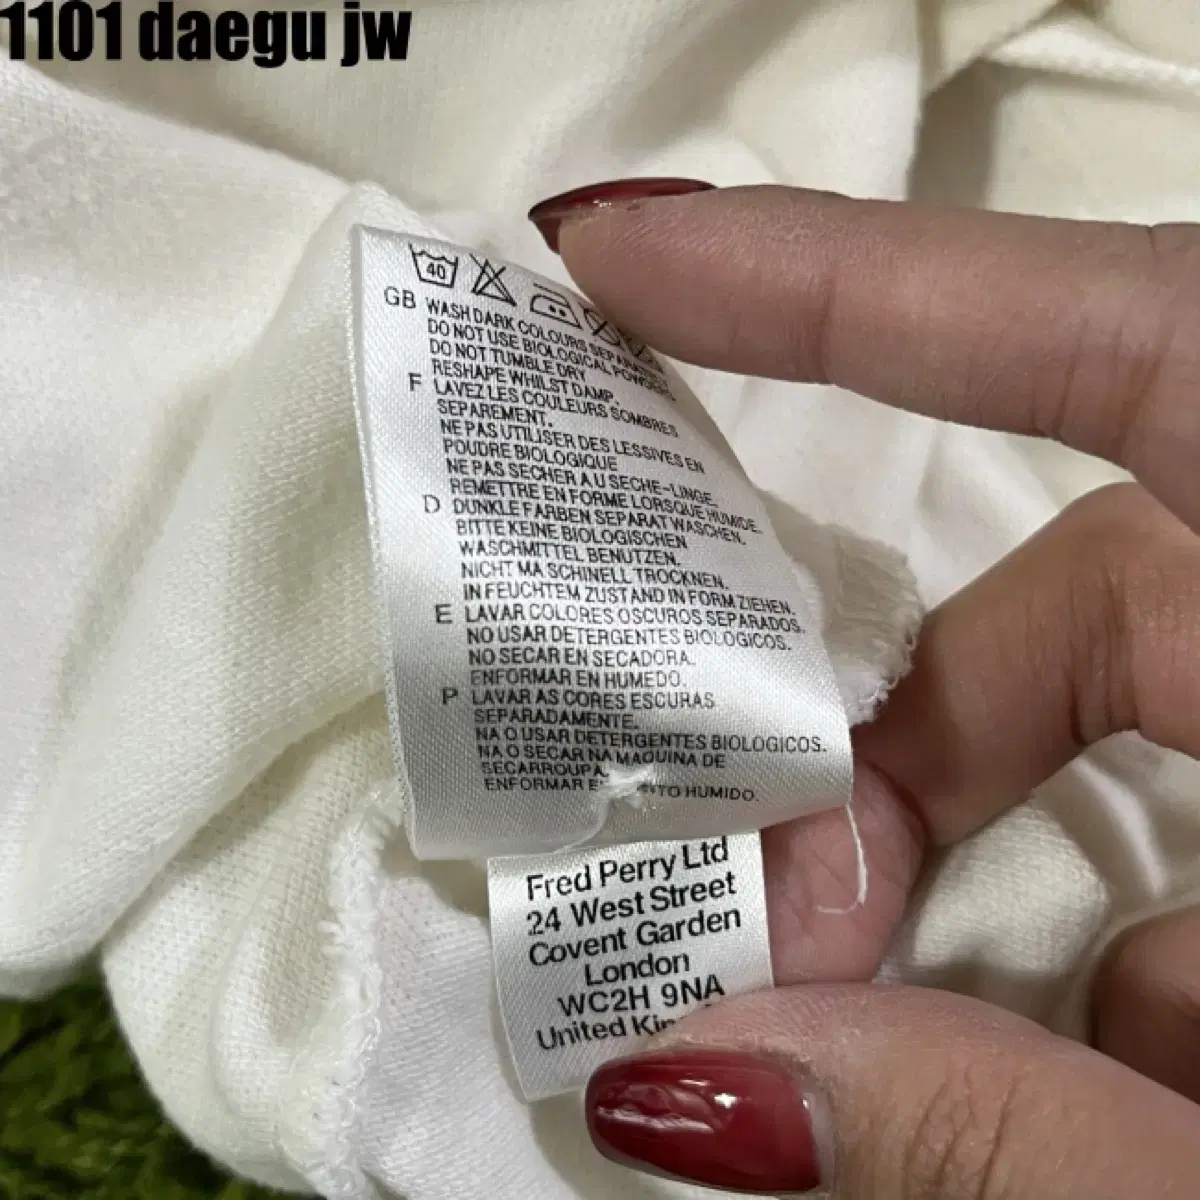 1101 daegu jw
40
GB WASH DARK COLOURS SEPARATELY
DO NOT USE BIOLOGICAL POWDERS
DO NOT TUMBLE DRY
RESHAPE WHILST DAMP.
F LAVEZ LES COULEURS SOMBRES
SEPAREMENT.
NE PAS UTILISER DES LESSIVES EN
POUDRE BIOLOGIQUE
NE PAS SECHER AU SECHE-LINGE.
REMETTRE EN FORME LORSQUE HUMIDE.
D DUNKLE FARBEN SEPARAT WASCHEN.
BITTE KEINE BIOLOGISCHEN
WASCHMITTEL BENUTZEN.
NICHT MASCHINELL TROCKNEN.
IN FEUCHTEM ZUSTAND IN FORM ZIEHEN.
E LAVAR COLORES OSCUROS SEPARADOS.
NO USAR DETERGENTES BIOLOGICOS.
NO SECAR EN SECADORA.
ENFORMAR EN HUMEDO.
P LAVAR AS CORES ESCURAS
SEPARADAMENTE.
NAO USAR DETERGENTES BIOLOGICOS.
NAO SECAR NA MAQUINA DE
SECARROUPA.
ENFORMAR HUMIDO.
Fred Perry Ltd
24 West Street
Covent Garden
London
WC2H 9NA
United